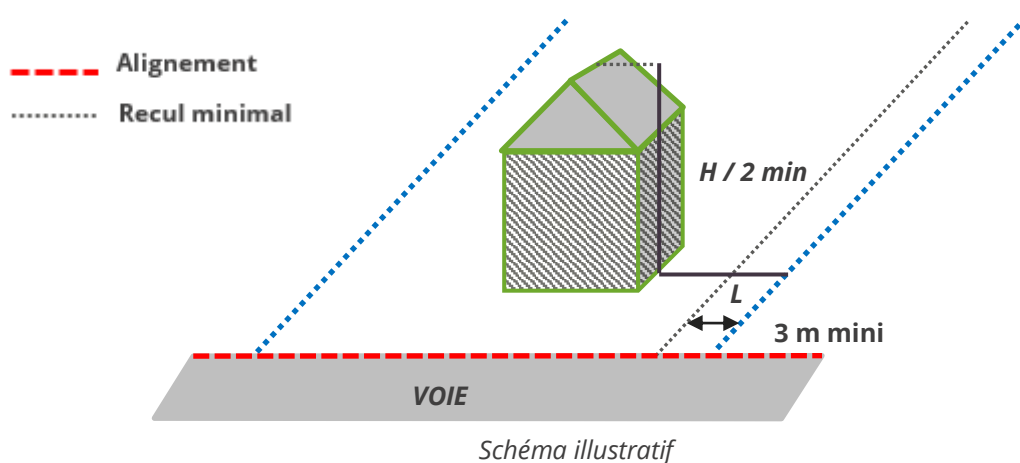 Alignement
Recul minimal
H / 2 min
L
3 m mini
VOIE
Schéma illustratif